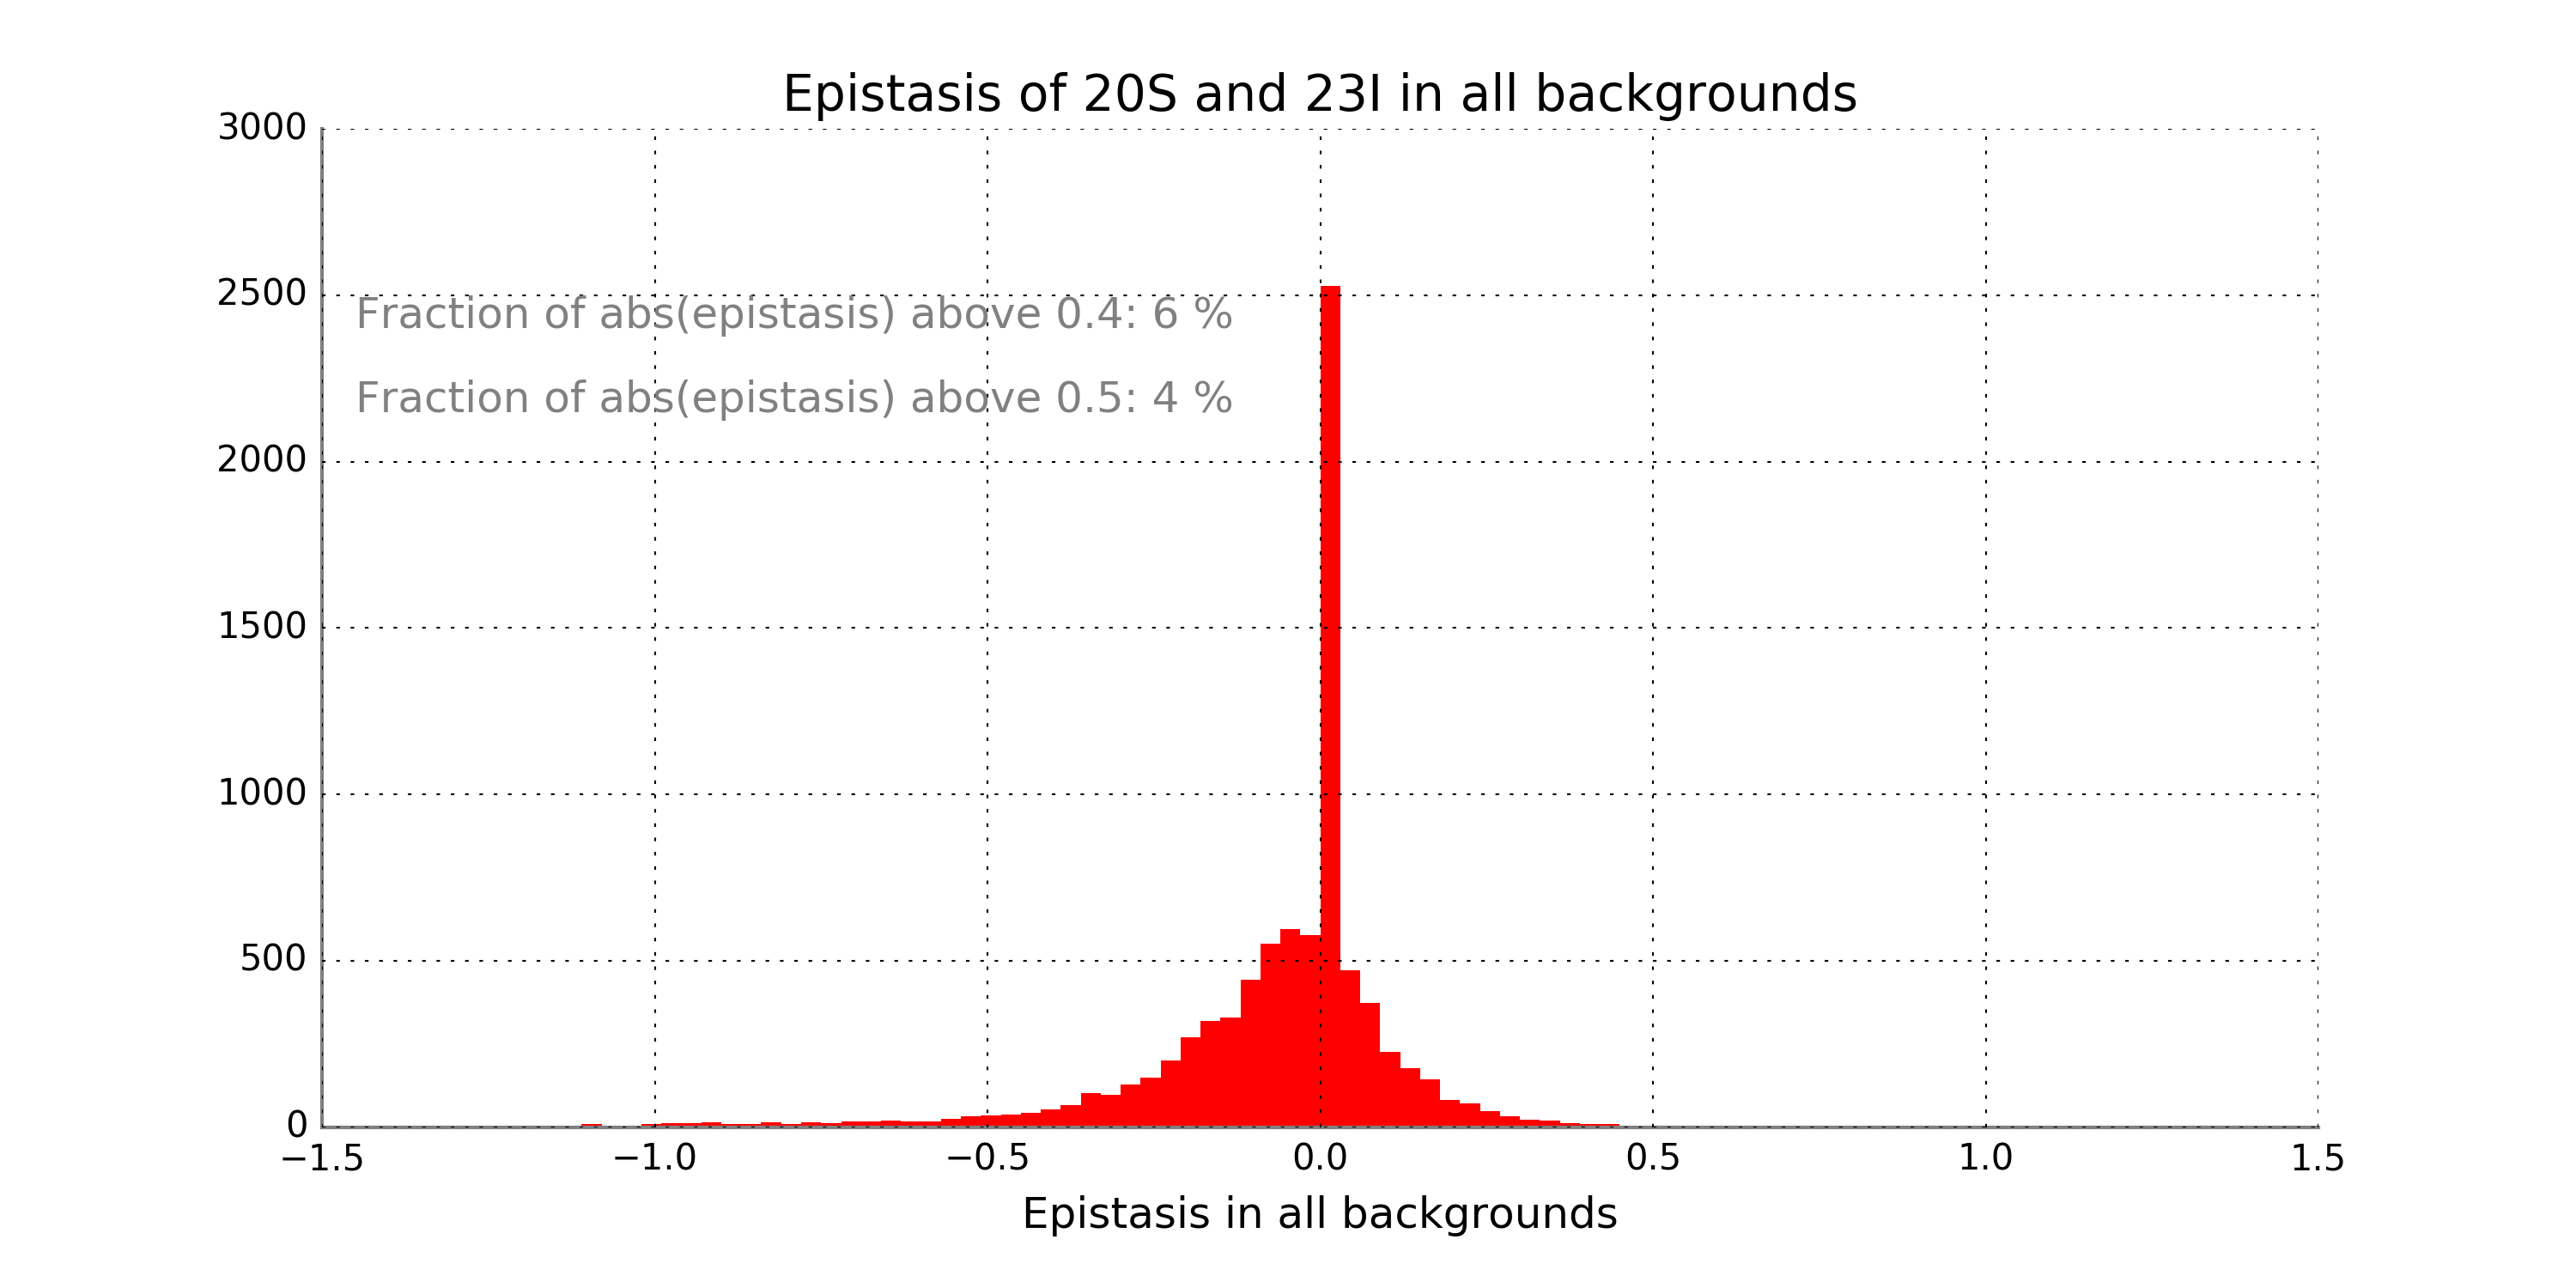 Epistasis of 20S and 23I in all backgrounds
3000
2500
Fraction of abs(epistasis) above 0.4: 6 %
Fraction of abs(epistasis) above 0.5: 4 %
2000
1500
1000
500
0
−1.5 −1.0 −0.5 0.0 0.5 1.0 1.5
Epistasis in all backgrounds